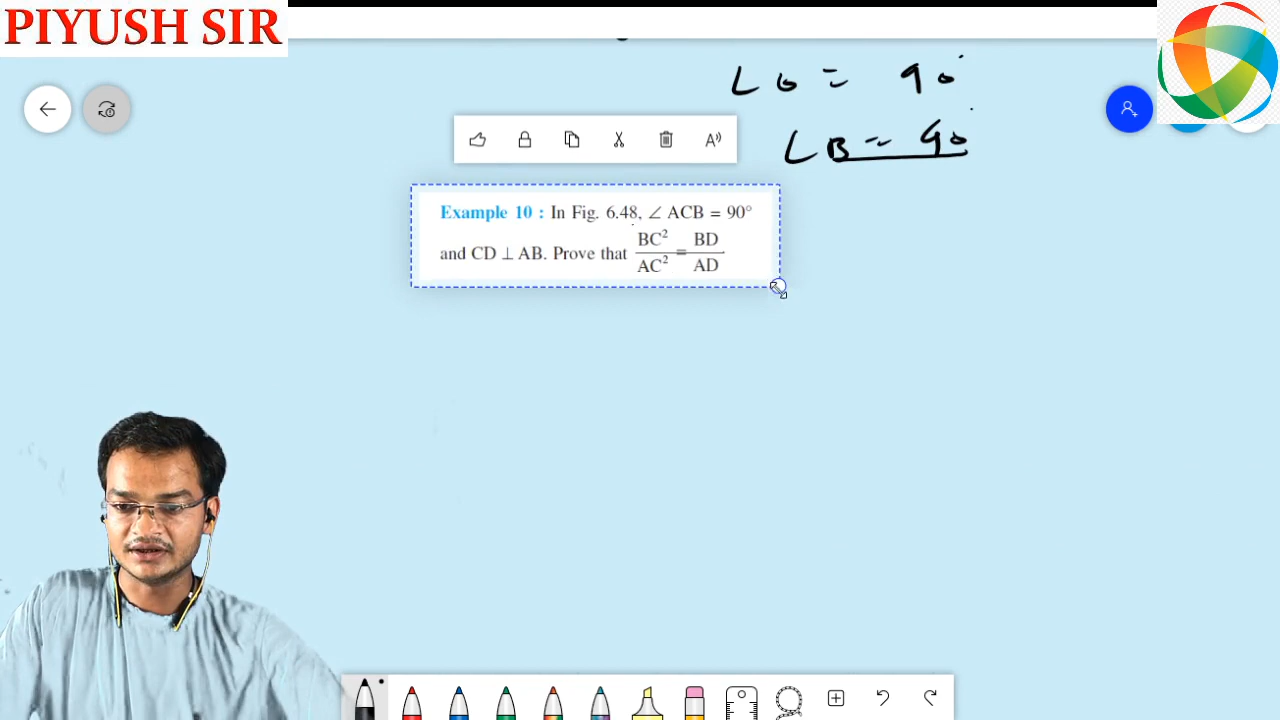 PIYUSH SIR
∠ B = 90°
∠ B = 90°
Example 10 : In Fig. 6.48, ∠ ACB = 90°
and CD ⊥ AB. Prove that BC²/AC² = BD/AD